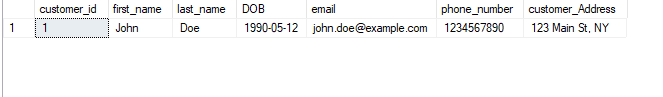 customer_id first_name last_name DOB email phone_number customer_Address
1 1 John Doe 1990-05-12 john.doe@example.com 1234567890 123 Main St, NY